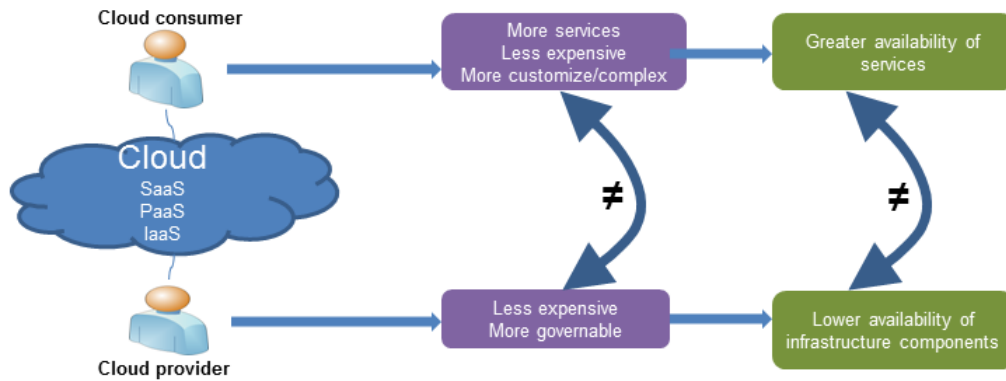 Cloud consumer
More services
Less expensive
More customize/complex
Greater availability of
services
Cloud
SaaS
PaaS
IaaS
≠
≠
Less expensive
More governable
Lower availability of
infrastructure components
Cloud provider